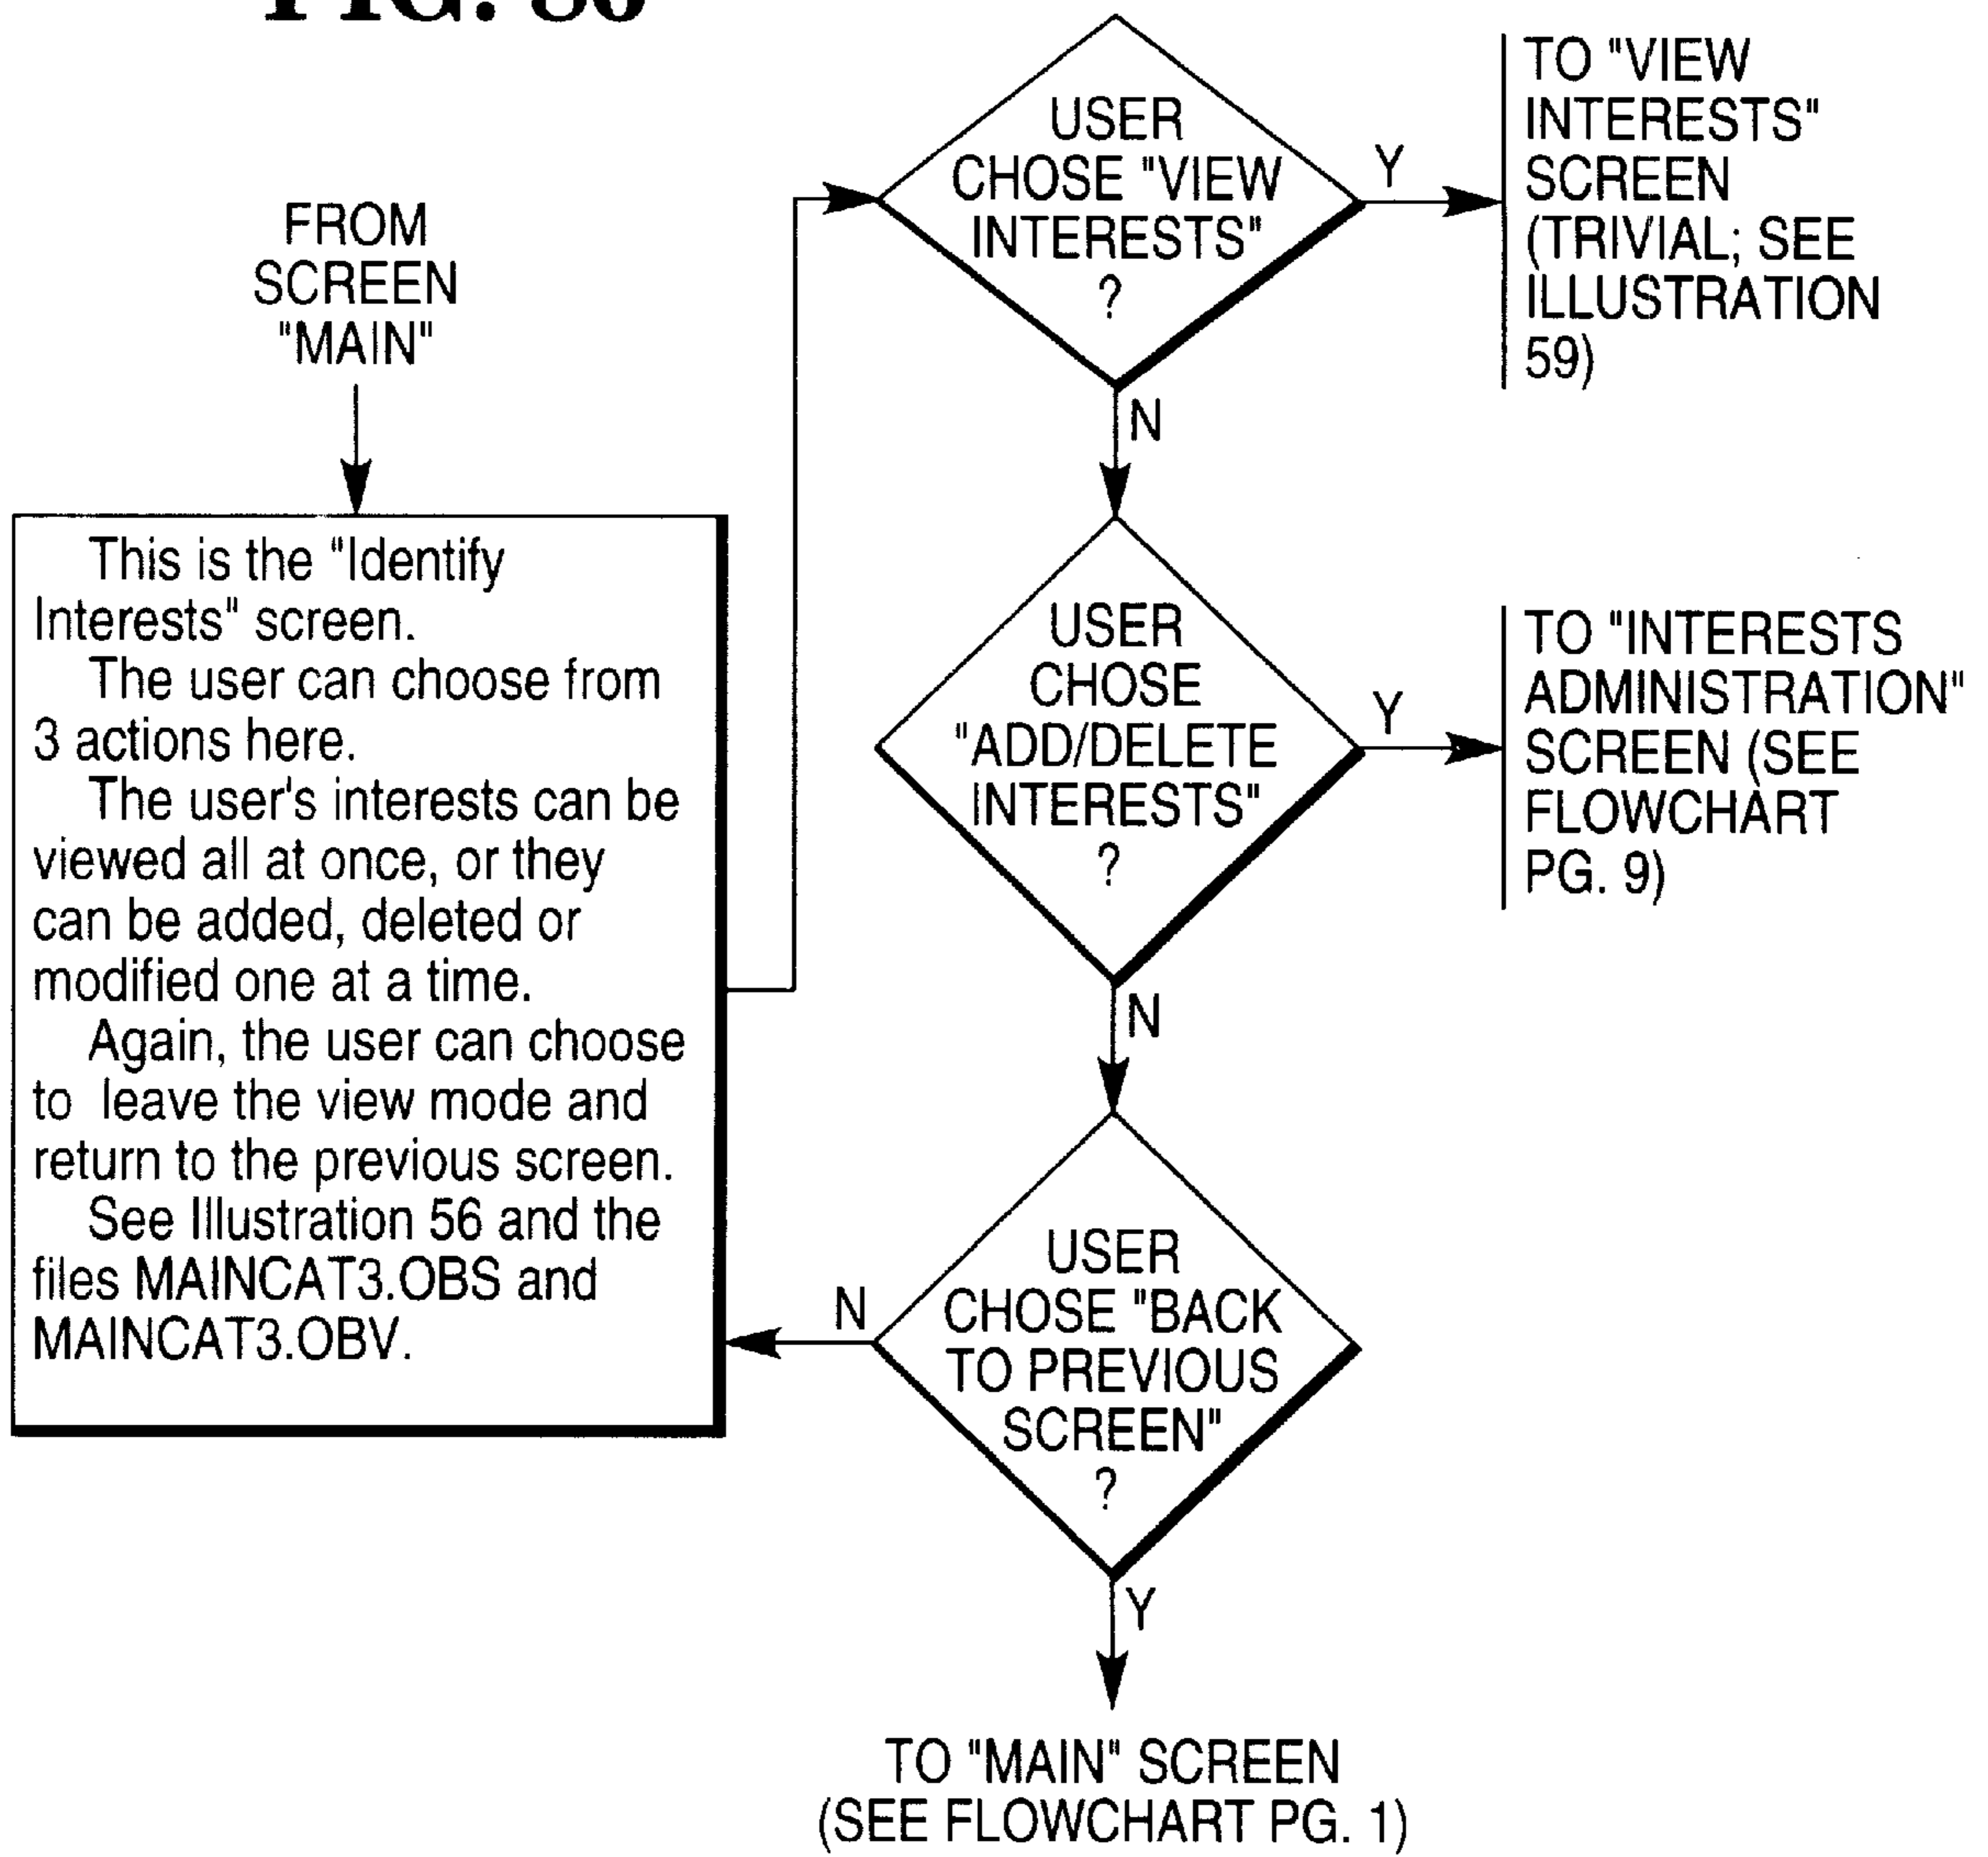 FROM
SCREEN
"MAIN"
This is the "Identify
Interests" screen.
The user can choose from
3 actions here.
The user's interests can be
viewed all at once, or they
can be added, deleted or
modified one at a time.
Again, the user can choose
to leave the view mode and
return to the previous screen.
See Illustration 56 and the
files MAINCAT3.OBS and
MAINCAT3.OBV.
USER
CHOSE "VIEW
INTERESTS"
?
Y
TO "VIEW
INTERESTS"
SCREEN
(TRIVIAL; SEE
ILLUSTRATION
59)
N
USER
CHOSE
"ADD/DELETE
INTERESTS"
?
Y
TO "INTERESTS
ADMINISTRATION"
SCREEN (SEE
FLOWCHART
PG. 9)
N
USER
CHOSE "BACK
TO PREVIOUS
SCREEN"
?
N
Y
TO "MAIN" SCREEN
(SEE FLOWCHART PG. 1)